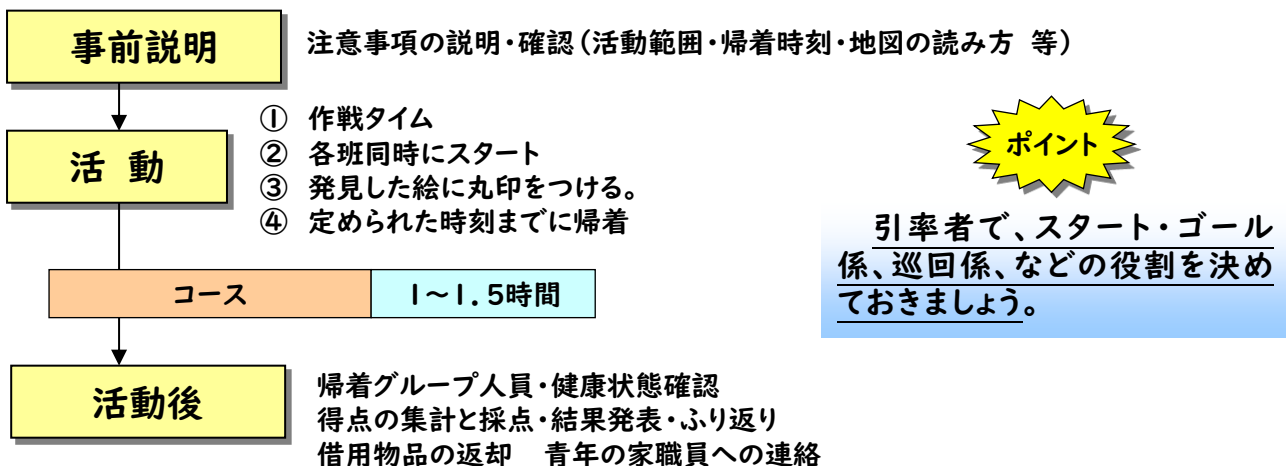 事前説明
注意事項の説明・確認(活動範囲・帰着時刻・地図の読み方 等)
活 動
① 作戦タイム
② 各班同時にスタート
③ 発見した絵に丸印をつける。
④ 定められた時刻までに帰着
ポイント
引率者で、スタート・ゴール
係、巡回係、などの役割を決め
ておきましょう。
コース
1~1.5時間
活動後
帰着グループ人員・健康状態確認
得点の集計と採点・結果発表・ふり返り
借用物品の返却 青年の家職員への連絡